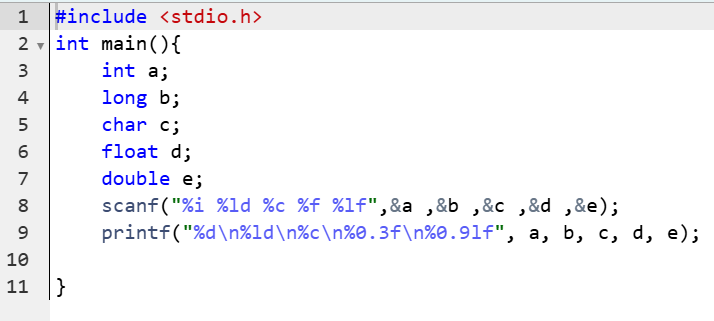 1 #include <stdio.h>
2 int main(){
3 int a;
4 long b;
5 char c;
6 float d;
7 double e;
8 scanf("%i %ld %c %f %lf",&a ,&b ,&c ,&d ,&e);
9 printf("%d\n%ld\n%c\n%0.3f\n%0.9lf", a, b, c, d, e);
10
11 }